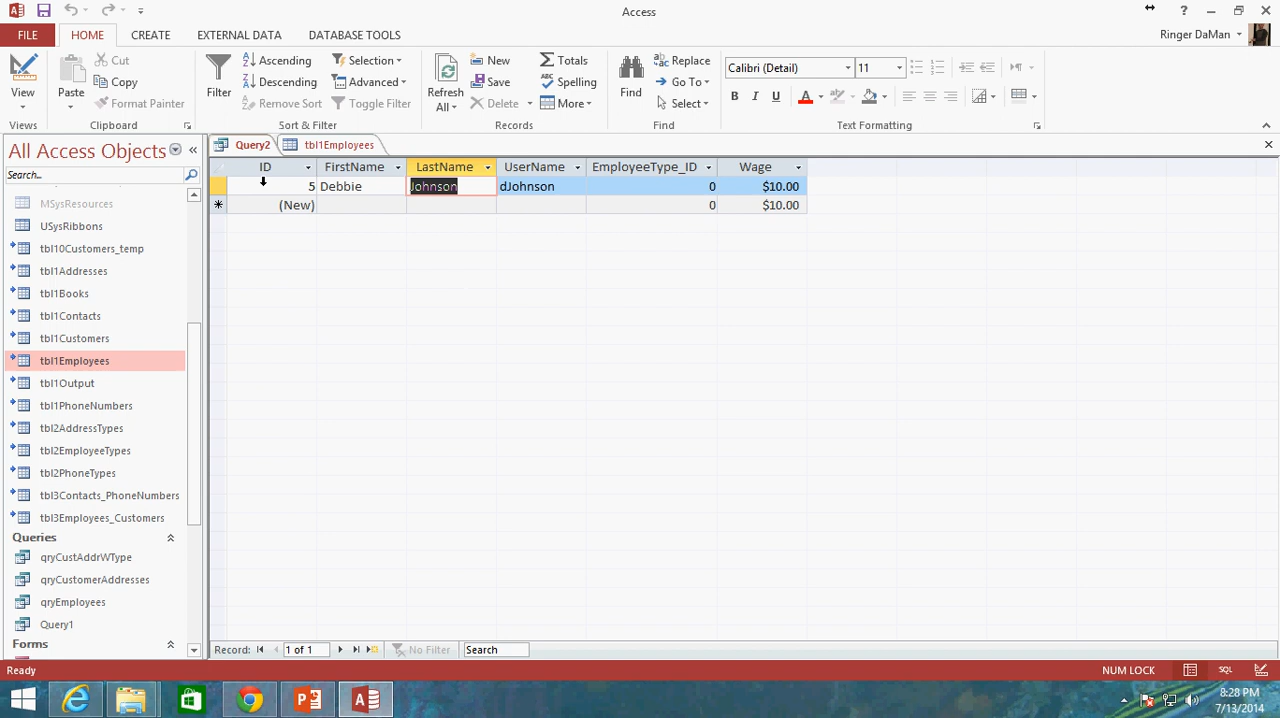 Access
?
FILE
HOME
CREATE
EXTERNAL DATA
DATABASE TOOLS
Ringer DaMan
View
Paste
Cut
Copy
Format Painter
Filter
Ascending
Descending
Remove Sort
Selection
Advanced
Toggle Filter
Refresh
All
New
Save
Delete
Totals
Spelling
More
Find
Replace
Go To
Select
Calibri (Detail)
11
B I U A
Views
Clipboard
Sort & Filter
Records
Find
Text Formatting
All Access Objects
Search...
MSysResources
USysRibbons
tbl10Customers_temp
tbl1Addresses
tbl1Books
tbl1Contacts
tbl1Customers
tbl1Employees
tbl1Output
tbl1PhoneNumbers
tbl2AddressTypes
tbl2EmployeeTypes
tbl2PhoneTypes
tbl3Contacts_PhoneNumbers
tbl3Employees_Customers
Queries
qryCustAddrWType
qryCustomerAddresses
qryEmployees
Query1
Forms
Query2
tbl1Employees
ID FirstName LastName UserName EmployeeType_ID Wage
5 Debbie Johnson dJohnson 0 $10.00
(New) 0 $10.00
Record: 1 of 1 No Filter Search
Ready
NUM LOCK
SQL
8:28 PM
7/13/2014